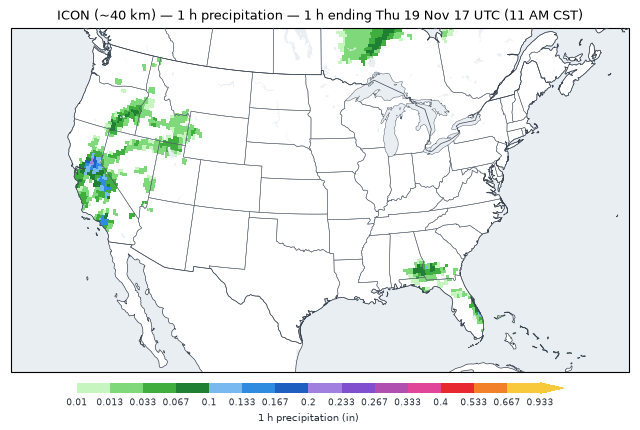 ICON (~40 km) — 1 h precipitation — 1 h ending Thu 19 Nov 17 UTC (11 AM CST)
0.01 0.013 0.033 0.067 0.1 0.133 0.167 0.2 0.233 0.267 0.333 0.4 0.533 0.667 0.933
1 h precipitation (in)